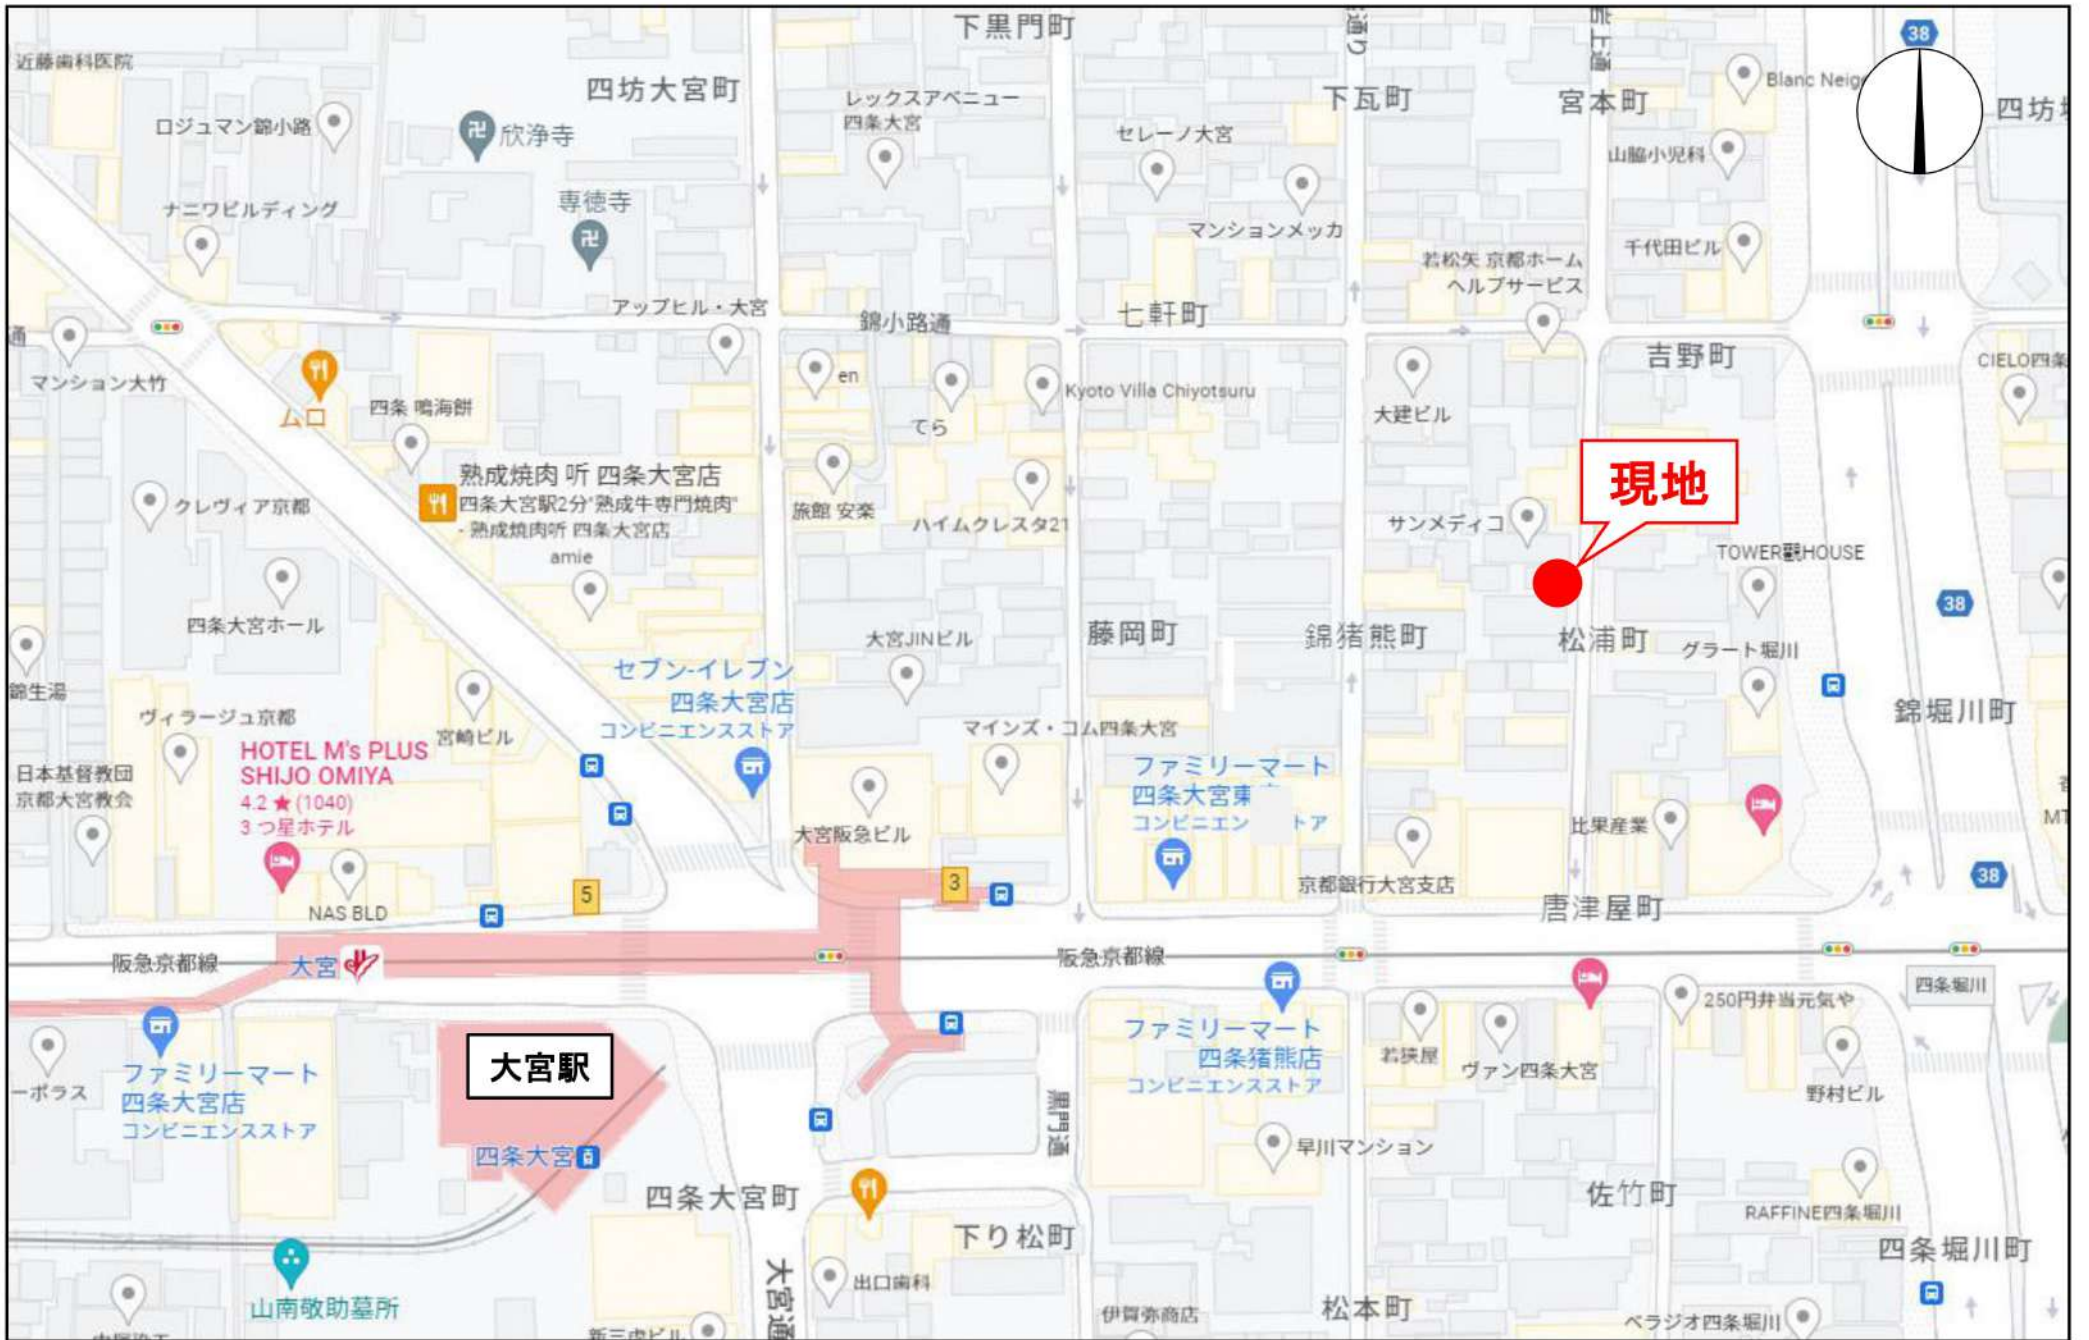 下黒門町
38
近藤歯科医院
四坊大宮町
レックスアベニュー
四条大宮
下瓦町
宮本町
岩上通
Blanc Neig
ロジュマン錦小路
欣浄寺
セレーノ大宮
山脇小児科
専徳寺
ナニワビルディング
マンションメッカ
千代田ビル
若松矢 京都ホーム
ヘルプサービス
アップヒル・大宮
錦小路通
七軒町
吉野町
通
マンション大竹
CIELO四条
ムロ
四条 鳴海餅
en
てら
Kyoto Villa Chiyotsuru
大建ビル
現地
熟成焼肉 听 四条大宮店
四条大宮駅2分"熟成牛専門焼肉"
- 熟成焼肉听 四条大宮店
amie
クレヴィア京都
旅館 安楽
ハイムクレスタ21
サンメディコ
TOWER觀HOUSE
38
四条大宮ホール
大宮JINビル
藤岡町
錦猪熊町
松浦町
グラート堀川
錦生湯
セブン-イレブン
四条大宮店
コンビニエンスストア
ヴィラージュ京都
宮崎ビル
マインズ・コム四条大宮
錦堀川町
HOTEL M's PLUS
SHIJO OMIYA
4.2 ★ (1040)
3 つ星ホテル
日本基督教団
京都大宮教会
大宮阪急ビル
ファミリーマート
四条大宮東
コンビニエン
トア
比果産業
MT
38
NAS BLD
5
3
京都銀行大宮支店
唐津屋町
阪急京都線
大宮
阪急京都線
四条堀川
250円弁当元気や
大宮駅
ファミリーマート
四条大宮店
コンビニエンスストア
ファミリーマート
四条猪熊店
コンビニエンスストア
若狭屋
ヴァン四条大宮
野村ビル
ーポラス
黒門通
四条大宮
早川マンション
四条大宮町
佐竹町
RAFFINE四条堀川
下り松町
四条堀川町
大宮通
出口歯科
山南敬助墓所
伊賀弥商店
松本町
ベラジオ四条堀川